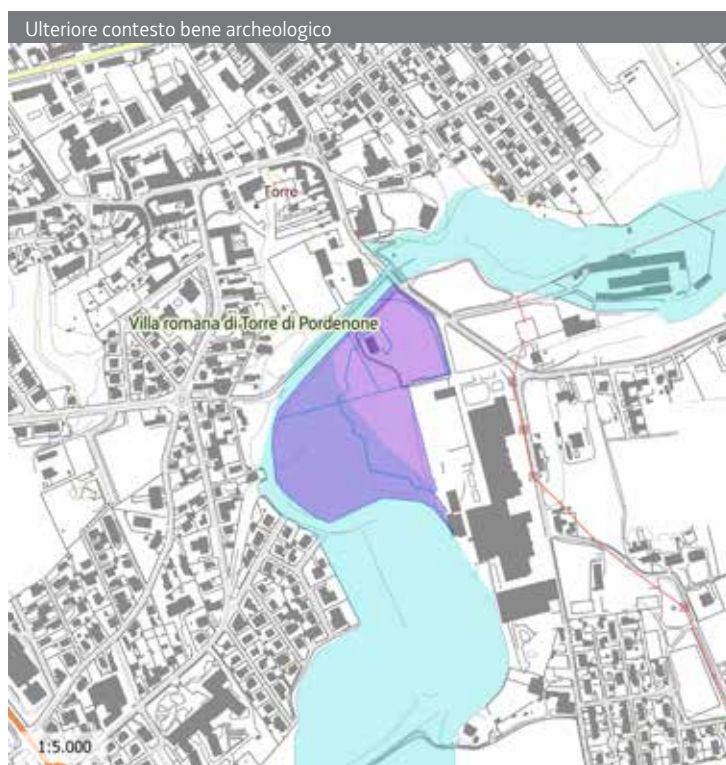 Ulteriore contesto bene archeologico
Torre
Villa romana di Torre di Pordenone
1:5.000